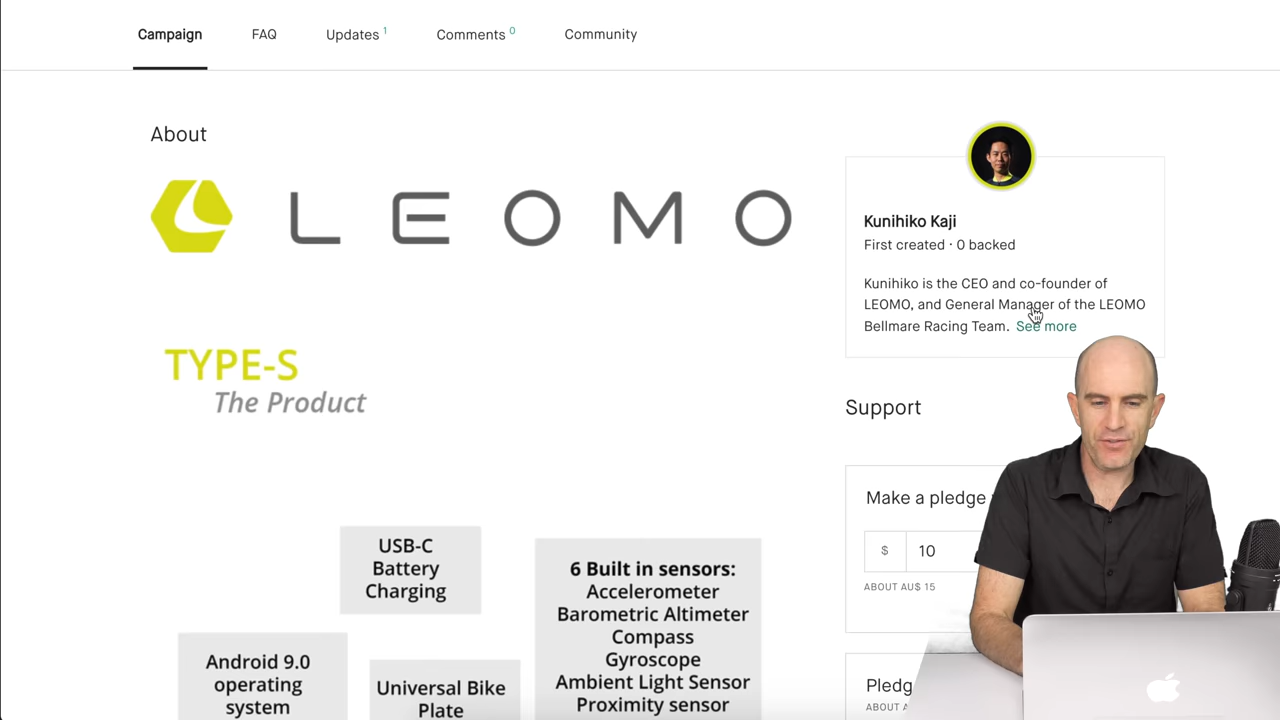 Campaign
FAQ
Updates 1
Comments 0
Community
About
LEOMO
TYPE-S
The Product
USB-C
Battery
Charging
6 Built in sensors:
Accelerometer
Barometric Altimeter
Compass
Gyroscope
Ambient Light Sensor
Proximity sensor
Android 9.0
operating
system
Universal Bike
Plate
Kunihiko Kaji
First created · 0 backed
Kunihiko is the CEO and co-founder of
LEOMO, and General Manager of the LEOMO
Bellmare Racing Team. See more
Support
Make a pledge
$ 10
ABOUT AU$ 15